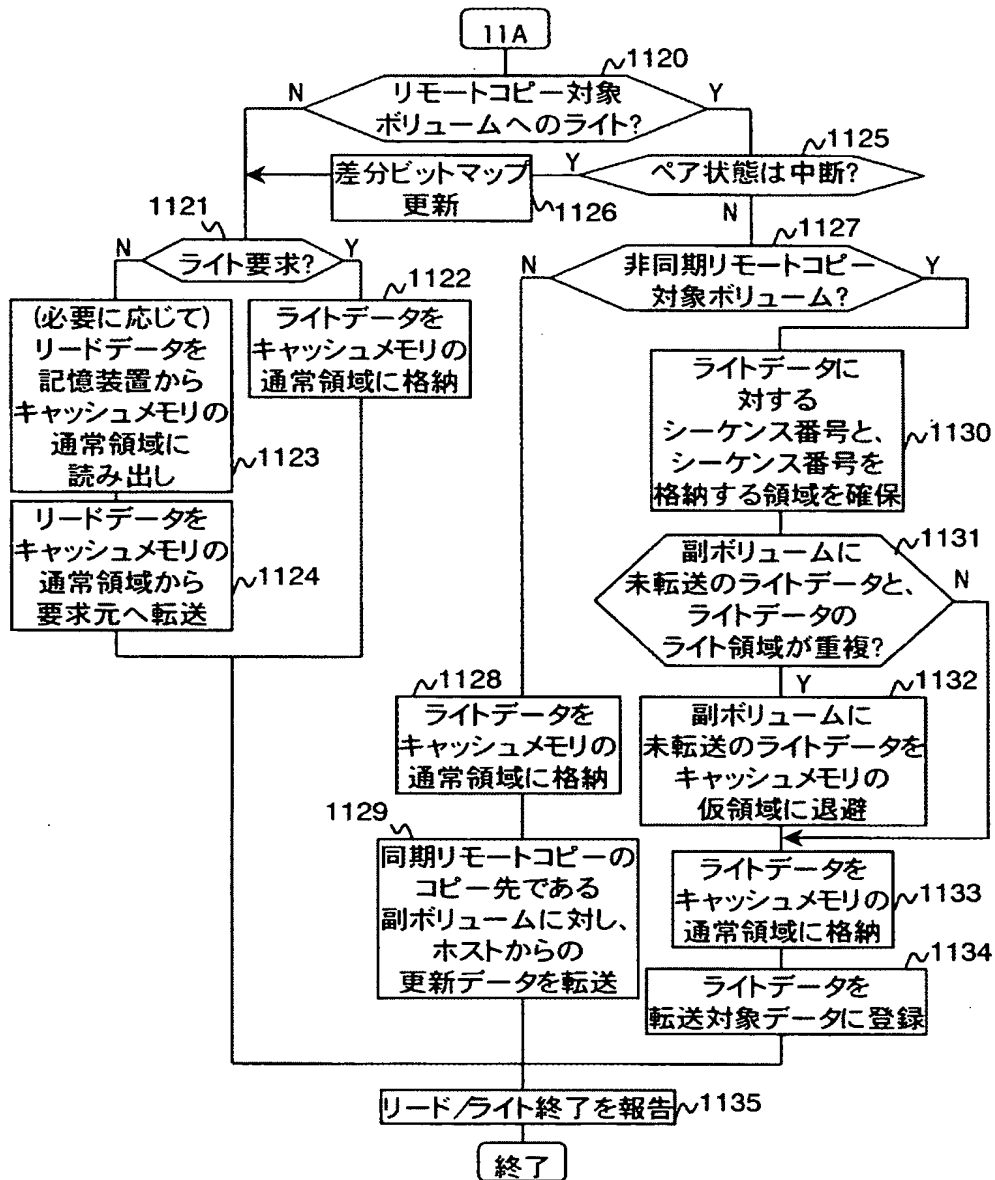 11A
1120
N
リモートコピー対象
ボリュームへのライト?
Y
1125
ペア状態は中断?
Y
差分ビットマップ
更新
1126
N
1121
N
ライト要求?
Y
1127
N
非同期リモートコピー
対象ボリューム?
Y
1122
ライトデータを
キャッシュメモリの
通常領域に格納
(必要に応じて)
リードデータを
記憶装置から
キャッシュメモリの
通常領域に
読み出し
1123
リードデータを
キャッシュメモリの
通常領域から
要求元へ転送
1124
ライトデータに
対する
シーケンス番号と、
シーケンス番号を
格納する領域を確保
1130
1131
副ボリュームに
未転送のライトデータと、
ライトデータの
ライト領域が重複?
N
Y
1128
ライトデータを
キャッシュメモリの
通常領域に格納
1132
副ボリュームに
未転送のライトデータを
キャッシュメモリの
仮領域に退避
1129
同期リモートコピーの
コピー先である
副ボリュームに対し、
ホストからの
更新データを転送
ライトデータを
キャッシュメモリの
通常領域に格納
1133
1134
ライトデータを
転送対象データに登録
リード/ライト終了を報告
1135
終了